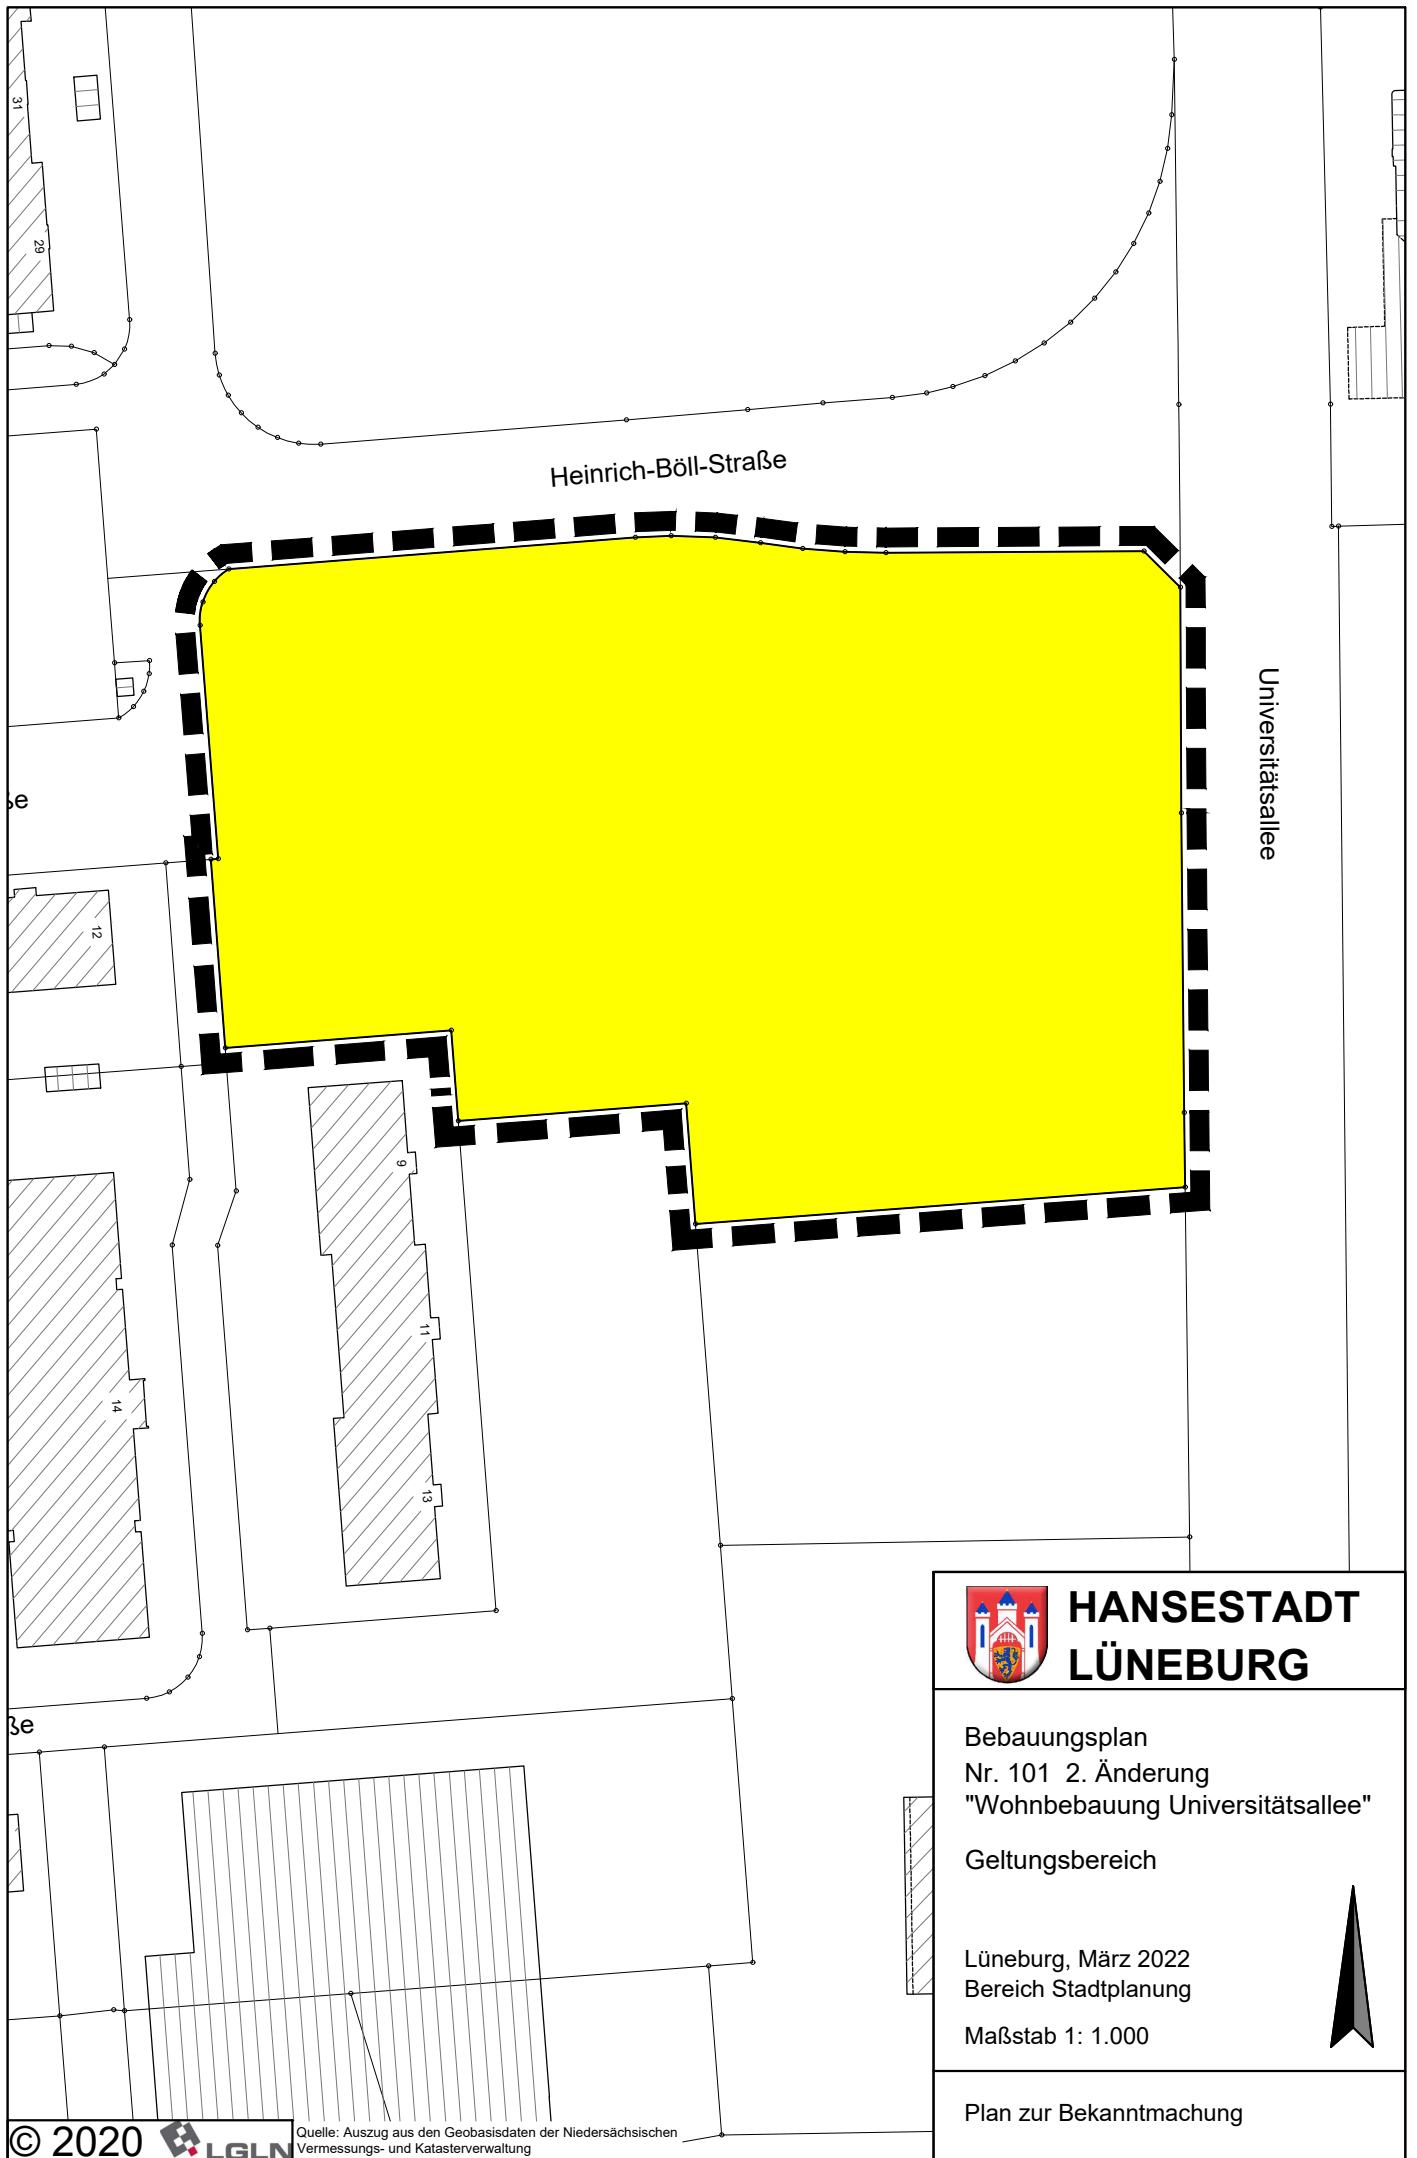 31
29
Heinrich-Böll-Straße
Universitätsallee
ße
12
9
11
14
13
ße
HANSESTADT
LÜNEBURG
Bebauungsplan
Nr. 101 2. Änderung
"Wohnbebauung Universitätsallee"
Geltungsbereich
Lüneburg, März 2022
Bereich Stadtplanung
Maßstab 1: 1.000
Plan zur Bekanntmachung
© 2020 LGLN
Quelle: Auszug aus den Geobasisdaten der Niedersächsischen
Vermessungs- und Katasterverwaltung